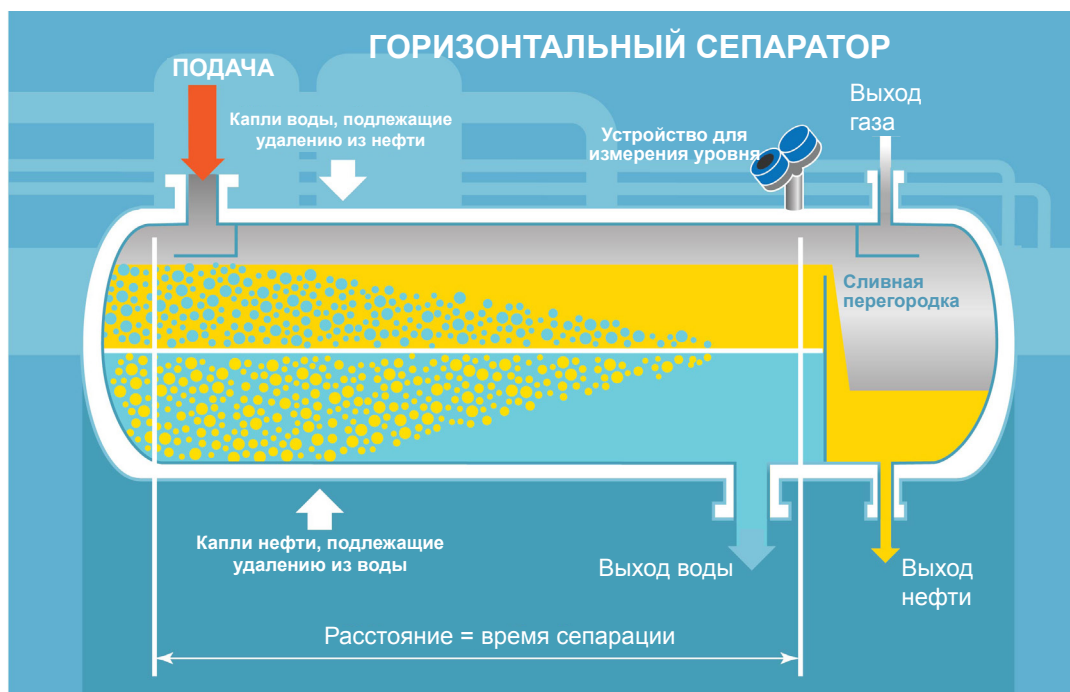 ГОРИЗОНТАЛЬНЫЙ СЕПАРАТОР
ПОДАЧА
Капли воды, подлежащие
удалению из нефти
Устройство для
измерения уровня
Выход
газа
Сливная
перегородка
Капли нефти, подлежащие
удалению из воды
Выход воды
Выход
нефти
Расстояние = время сепарации